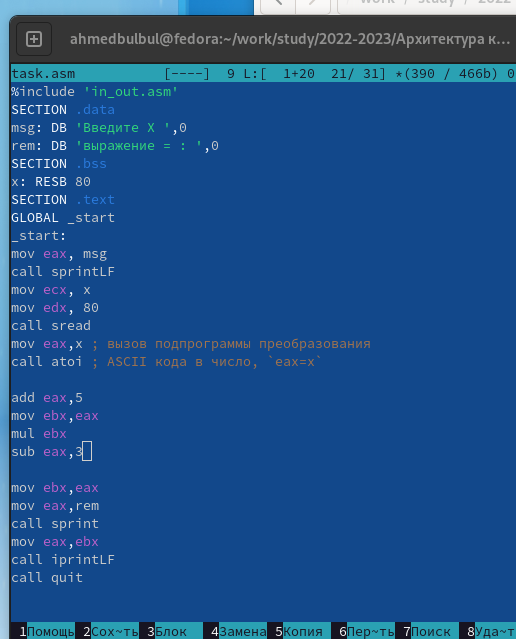 work / study / 2022
ahmedbulbul@fedora:~/work/study/2022-2023/Архитектура к...
task.asm [----] 9 L:[ 1+20 21/ 31] *(390 / 466b) 0
%include 'in_out.asm'
SECTION .data
msg: DB 'Введите X ',0
rem: DB 'выражение = : ',0
SECTION .bss
x: RESB 80
SECTION .text
GLOBAL _start
_start:
mov eax, msg
call sprintLF
mov ecx, x
mov edx, 80
call sread
mov eax,x ; вызов подпрограммы преобразования
call atoi ; ASCII кода в число, `eax=x`
add eax,5
mov ebx,eax
mul ebx
sub eax,3
mov ebx,eax
mov eax,rem
call sprint
mov eax,ebx
call iprintLF
call quit
1Помощь 2Сох~ть 3Блок 4Замена 5Копия 6Пер~ть 7Поиск 8Уда~т